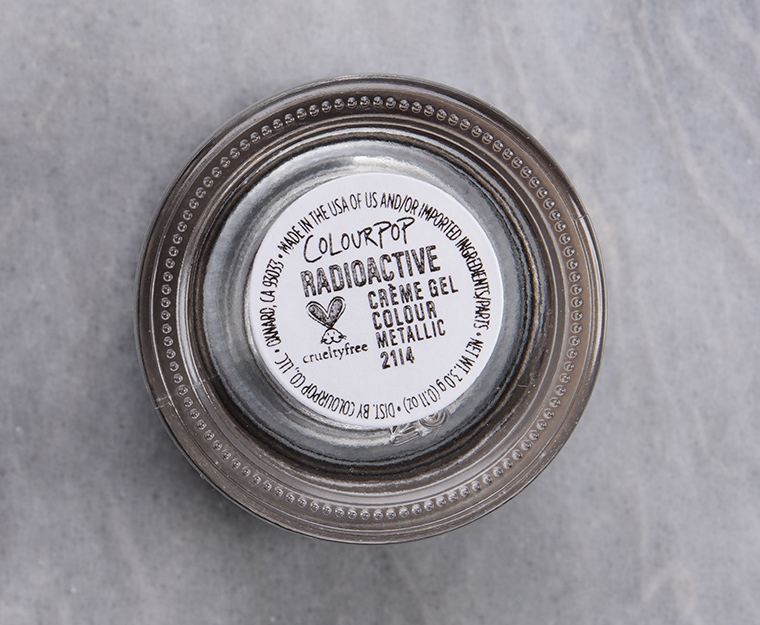 COLOURPOP
RADIOACTIVE
CRÈME GEL
COLOUR
METALLIC
2114
crueltyfree
• MADE IN THE USA OF US AND/OR IMPORTED INGREDIENTS/PARTS • NET WT. 3.0 g (0.11 oz) • DIST. BY COLOURPOP CO., LLC • OXNARD, CA 93033